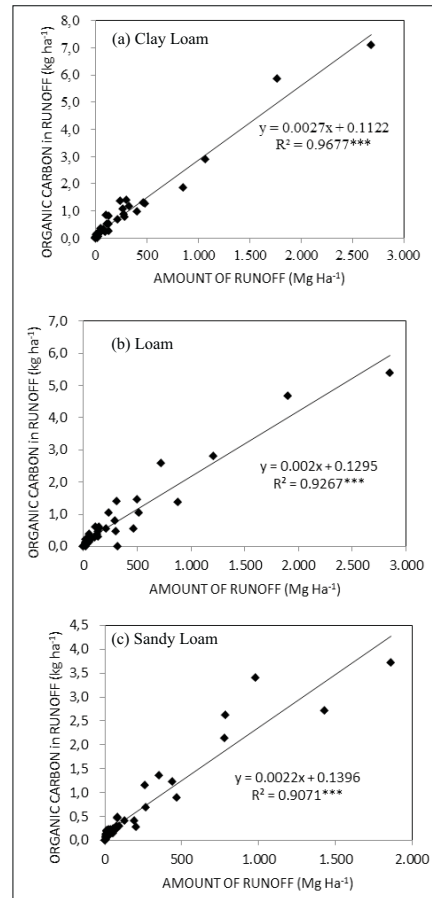 (a) Clay Loam
ORGANIC CARBON in RUNOFF (kg ha⁻¹)
8,0
7,0
6,0
5,0
4,0
3,0
2,0
1,0
0,0
y = 0.0027x + 0.1122
R² = 0.9677***
0 500 1.000 1.500 2.000 2.500 3.000
AMOUNT OF RUNOFF (Mg Ha⁻¹)
(b) Loam
ORGANIC CARBON in RUNOFF (kg ha⁻¹)
7,0
6,0
5,0
4,0
3,0
2,0
1,0
0,0
y = 0.002x + 0.1295
R² = 0.9267***
0 500 1.000 1.500 2.000 2.500 3.000
AMOUNT OF RUNOFF (Mg Ha⁻¹)
(c) Sandy Loam
ORGANIC CARBON in RUNOFF (kg ha⁻¹)
4,5
4,0
3,5
3,0
2,5
2,0
1,5
1,0
0,5
0,0
y = 0.0022x + 0.1396
R² = 0.9071***
0 500 1.000 1.500 2.000
AMOUNT OF RUNOFF (Mg Ha⁻¹)